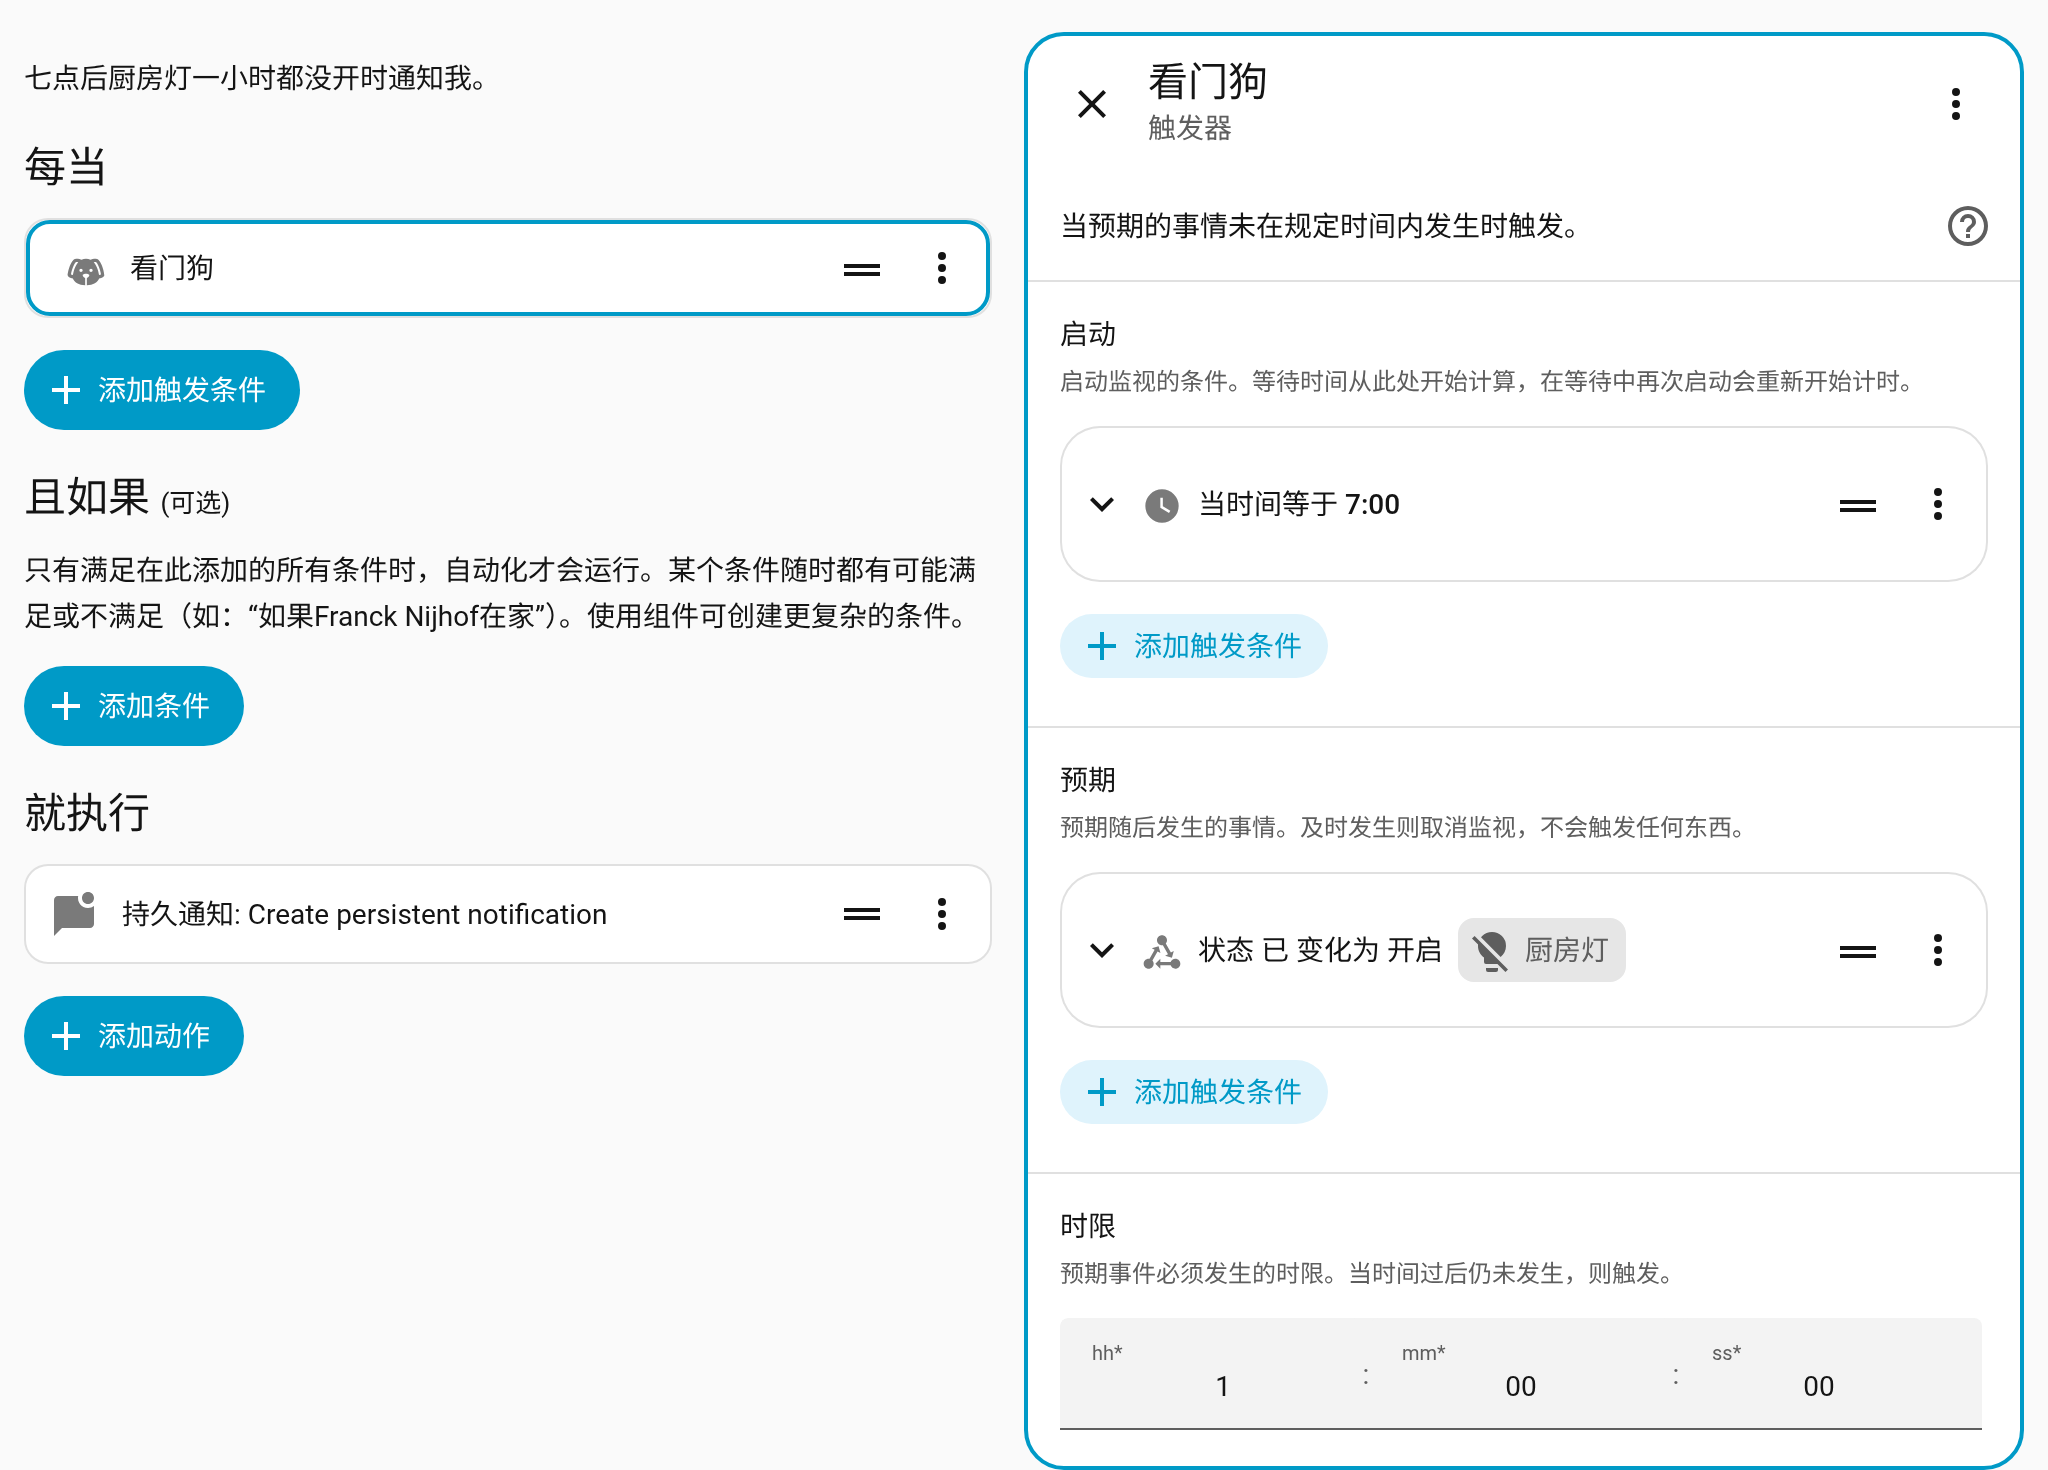 七点后厨房灯一小时都没开时通知我。
每当
看门狗
添加触发条件
且如果 (可选)
只有满足在此添加的所有条件时，自动化才会运行。某个条件随时都有可能满
足或不满足（如：“如果Franck Nijhof在家”）。使用组件可创建更复杂的条件。
添加条件
就执行
持久通知: Create persistent notification
添加动作
看门狗
触发器
当预期的事情未在规定时间内发生时触发。
启动
启动监视的条件。等待时间从此处开始计算，在等待中再次启动会重新开始计时。
当时间等于 7:00
添加触发条件
预期
预期随后发生的事情。及时发生则取消监视，不会触发任何东西。
状态 已 变化为 开启 厨房灯
添加触发条件
时限
预期事件必须发生的时限。当时间过后仍未发生，则触发。
hh* mm* ss*
1 : 00 : 00